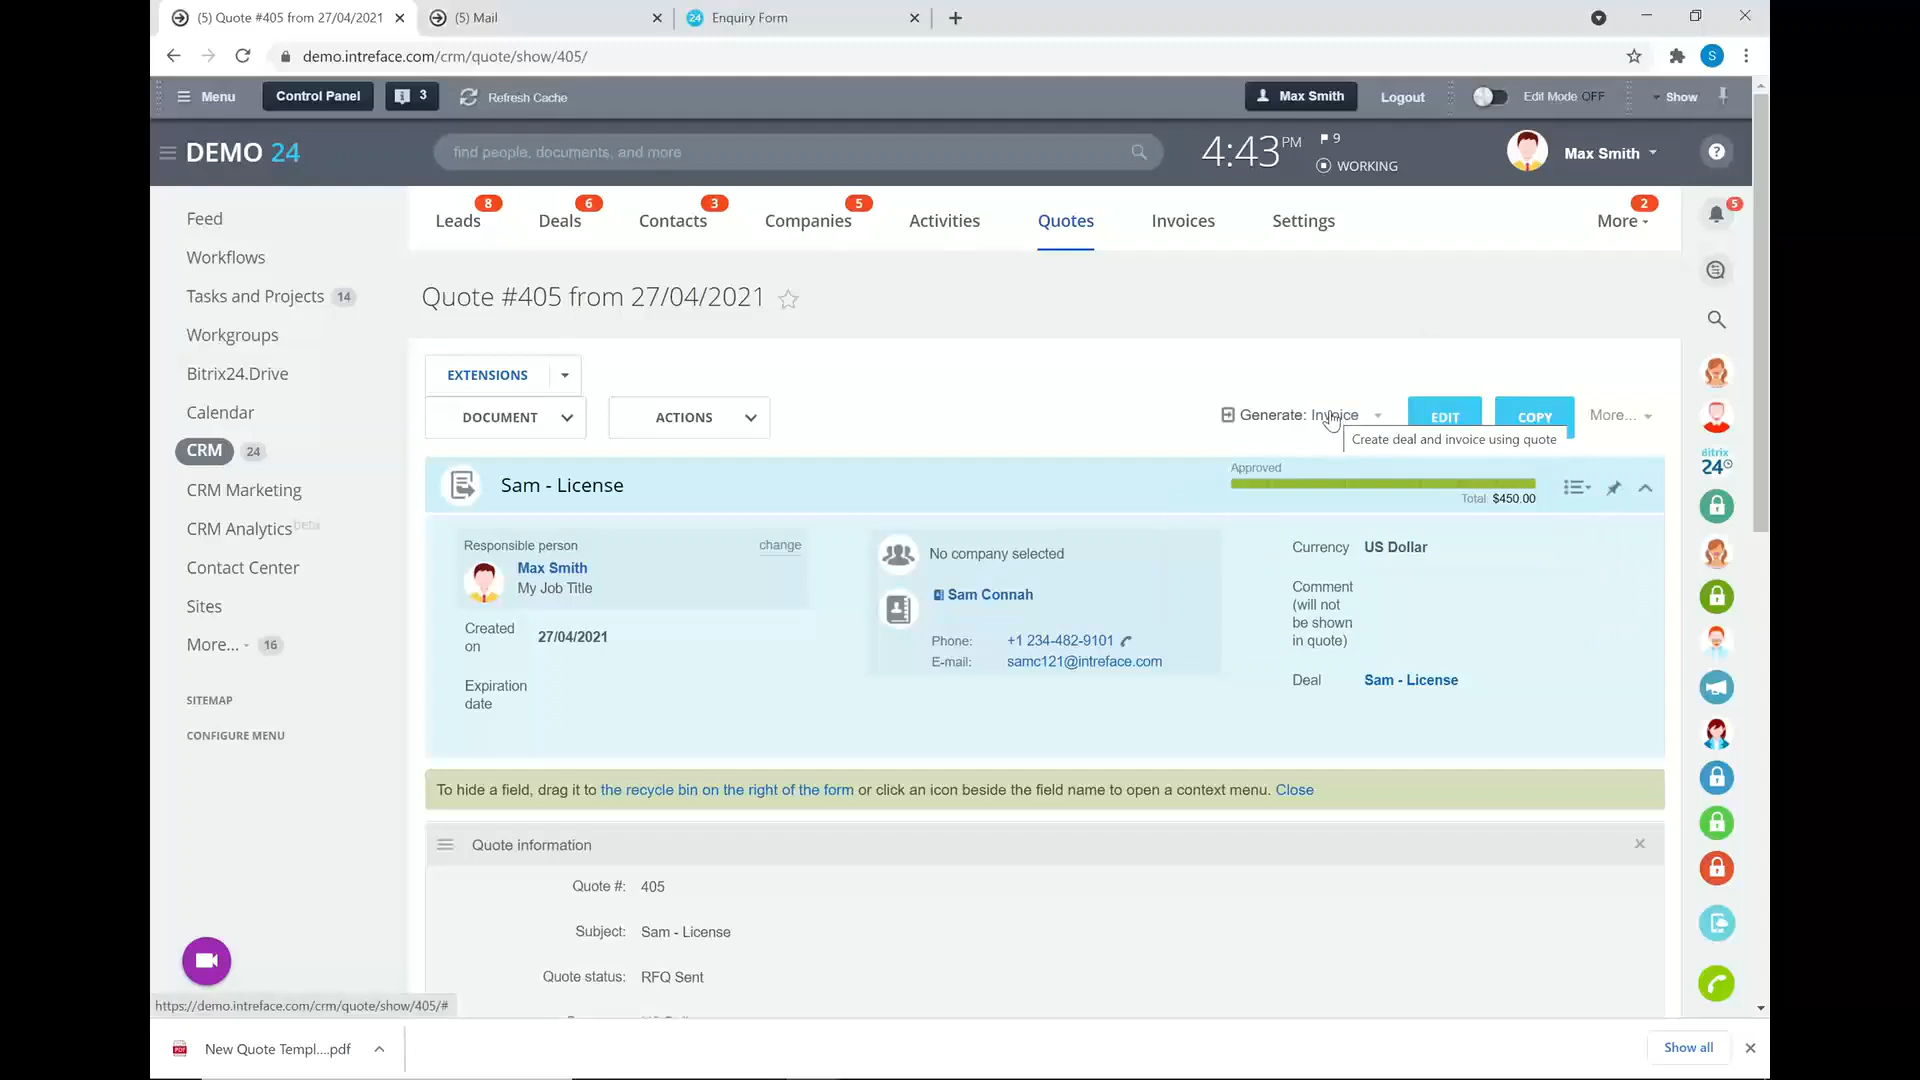 (5) Quote #405 from 27/04/2021
(5) Mail
24 Enquiry Form
demo.intreface.com/crm/quote/show/405/
S
Menu
Control Panel
3
Refresh Cache
Max Smith
Logout
Edit Mode OFF
Show
DEMO 24
find people, documents, and more
4:43 PM
9
WORKING
Max Smith
?
Feed
Workflows
Tasks and Projects 14
Workgroups
Bitrix24.Drive
Calendar
CRM 24
CRM Marketing
CRM Analytics beta
Contact Center
Sites
More... 16
SITEMAP
CONFIGURE MENU
Leads 8
Deals 6
Contacts 3
Companies 5
Activities
Quotes
Invoices
Settings
More 2
5
Quote #405 from 27/04/2021
EXTENSIONS
DOCUMENT
ACTIONS
Generate: Invoice
EDIT
COPY
More...
Create deal and invoice using quote
Bitrix
24
Sam - License
Approved
Total: $450.00
Responsible person
change
Max Smith
My Job Title
Created
on
27/04/2021
Expiration
date
No company selected
Sam Connah
Phone: +1 234-482-9101
E-mail: samc121@intreface.com
Currency US Dollar
Comment
(will not
be shown
in quote)
Deal Sam - License
To hide a field, drag it to the recycle bin on the right of the form or click an icon beside the field name to open a context menu. Close
Quote information
Quote #: 405
Subject: Sam - License
Quote status: RFQ Sent
https://demo.intreface.com/crm/quote/show/405/#
PDF
New Quote Templ....pdf
Show all